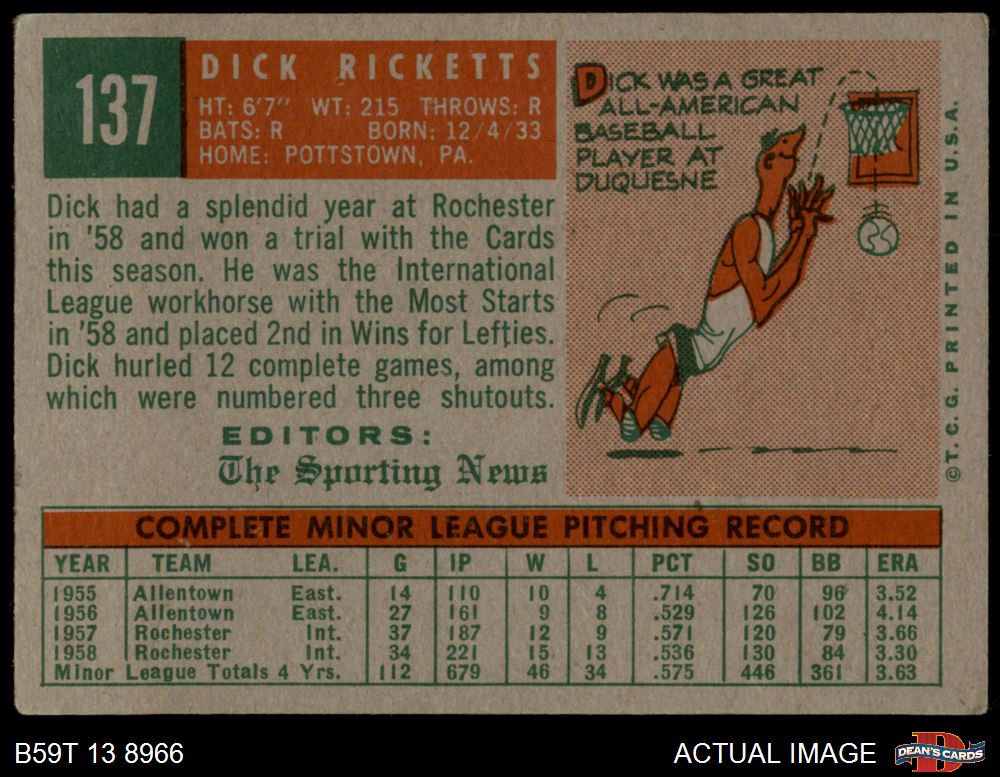 137
DICK RICKETTS
HT: 6'7" WT: 215 THROWS: R
BATS: R BORN: 12/4/33
HOME: POTTSTOWN, PA.
Dick had a splendid year at Rochester
in '58 and won a trial with the Cards
this season. He was the International
League workhorse with the Most Starts
in '58 and placed 2nd in Wins for Lefties.
Dick hurled 12 complete games, among
which were numbered three shutouts.
EDITORS:
The Sporting News
DICK WAS A GREAT
ALL-AMERICAN
BASEBALL
PLAYER AT
DUQUESNE
©T.C.G. PRINTED IN U.S.A.
COMPLETE MINOR LEAGUE PITCHING RECORD
YEAR TEAM LEA. G IP W L PCT SO BB ERA
1955 Allentown East. 14 110 10 4 .714 70 96 3.52
1956 Allentown East. 27 161 9 8 .529 126 102 4.14
1957 Rochester Int. 37 187 12 9 .571 120 79 3.66
1958 Rochester Int. 34 221 15 13 .536 130 84 3.30
Minor League Totals 4 Yrs. 112 679 46 34 .575 446 361 3.63
B59T 13 8966
ACTUAL IMAGE
DEAN'S CARDS